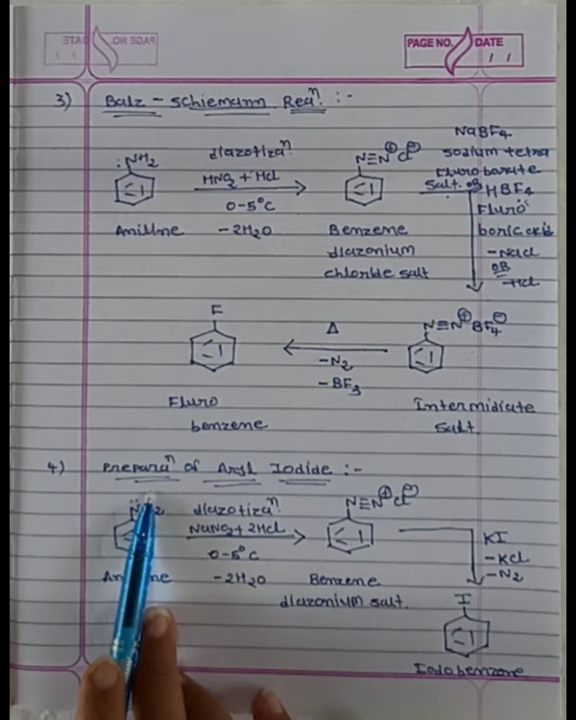 PAGE NO. DATE
3) Balz - Schiemann Reaⁿ. :-
:NH₂
diazotizaⁿ.
HNO₂ + HCl
0-5°C
-2H₂O
Aniline
N≡N⊕ Cl⊖
Benzene
diazonium
chloride salt
NaBF₄
sodium tetra
fluro borate
salt. OR HBF₄
Fluro
boric acid
-NaCl
OR
-HCl
N≡N⊕ BF₄⊖
Intermidiate
salt.
Δ
-N₂
-BF₃
F
Fluro
benzene
4) Preparaⁿ of Aryl Iodide :-
diazotizaⁿ.
NaNO₂ + 2HCl
0-5°C
-2H₂O
N≡N⊕ Cl⊖
Benzene
diazonium salt.
KI
-KCl
-N₂
I
Iodobenzene